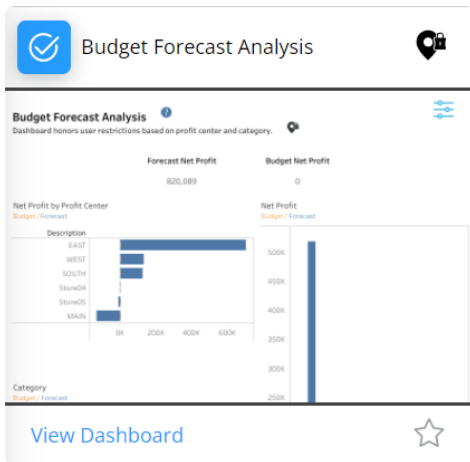 Budget Forecast Analysis
Budget Forecast Analysis ?
Dashboard honors user restrictions based on profit center and category.
Forecast Net Profit
Budget Net Profit
820,089
0
Net Profit by Profit Center
Budget / Forecast
Description
EAST
WEST
SOUTH
Store04
Store05
MAIN
0K 200K 400K 600K
Net Profit
Budget / Forecast
500K
450K
400K
350K
300K
250K
Category
Budget / Forecast
View Dashboard